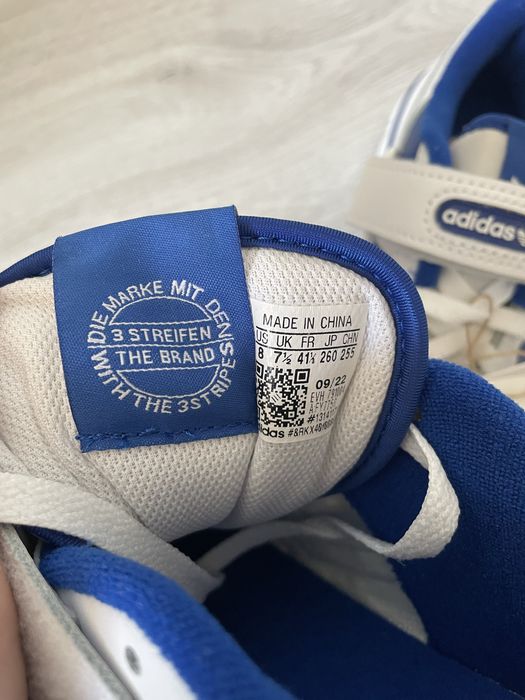 DIE MARKE MIT DEN
3 STREIFEN
THE BRAND
WITH THE 3 STRIPES
MADE IN CHINA
US UK FR JP CHN
8 7½ 41⅓ 260 255
09/22
adidas
adidas